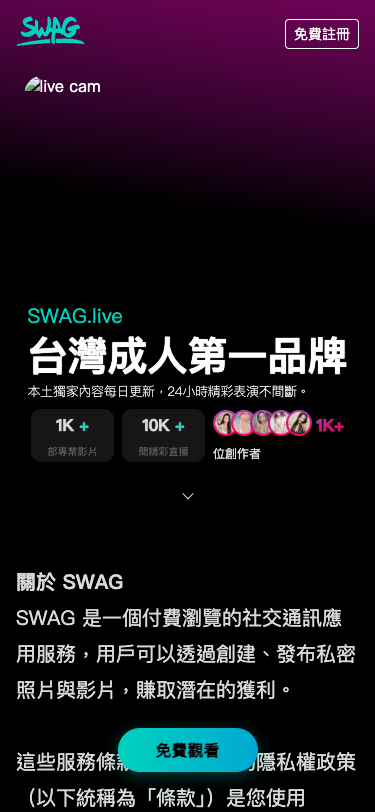 SWAG
免費註冊
live cam
SWAG.live
台灣成人第一品牌
本土獨家內容每日更新，24小時精彩表演不間斷。
1K +
部專業影片
10K +
間精彩直播
1K+
位創作者
關於 SWAG
SWAG 是一個付費瀏覽的社交通訊應
用服務，用戶可以透過創建、發布私密
照片與影片，賺取潛在的獲利。
這些服務條款
隱私權政策
免費觀看
（以下統稱為「條款」）是您使用